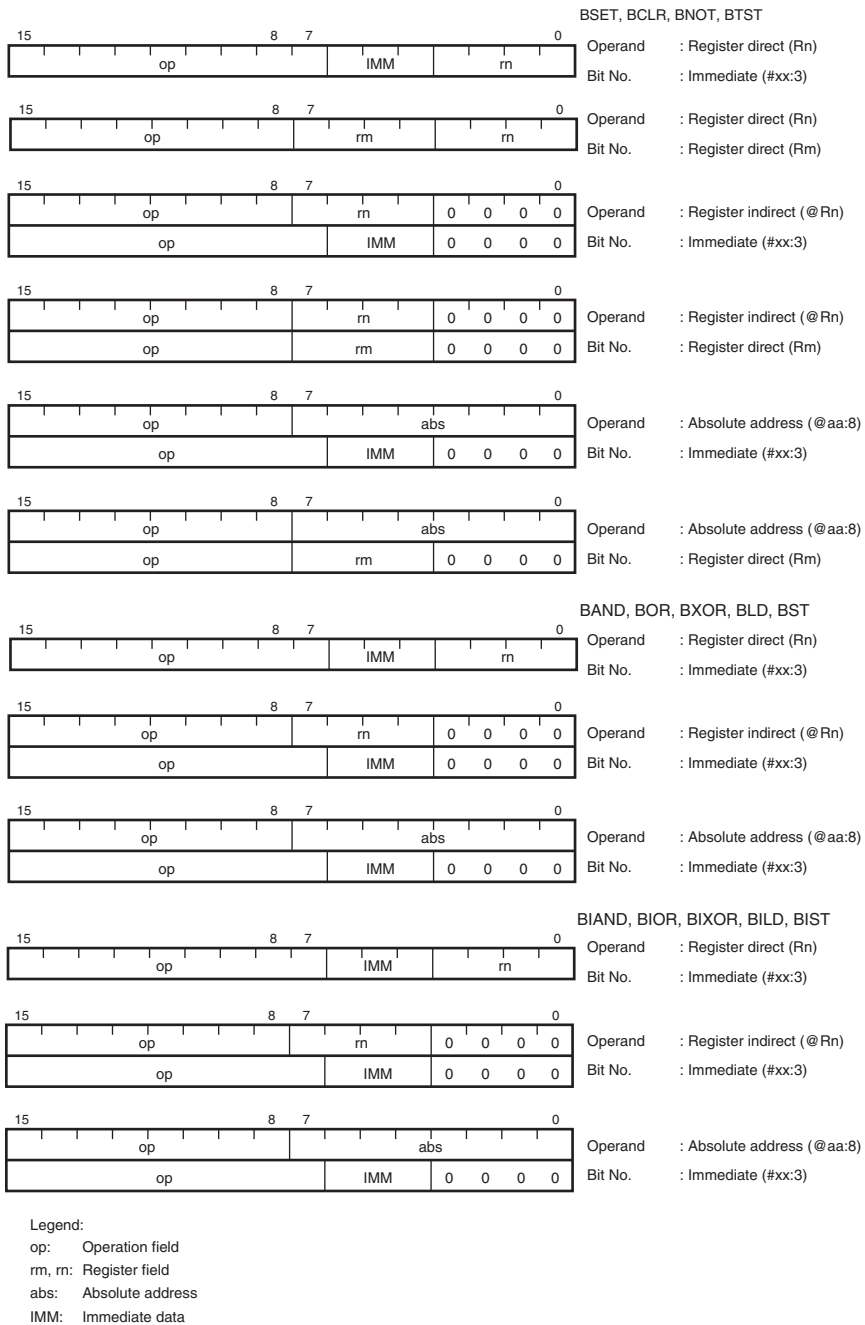 BSET, BCLR, BNOT, BTST
15 8 7 0
op IMM rn
Operand : Register direct (Rn)
Bit No. : Immediate (#xx:3)
15 8 7 0
op rm rn
Operand : Register direct (Rn)
Bit No. : Register direct (Rm)
15 8 7 0
op rn 0 0 0 0 Operand : Register indirect (@Rn)
op IMM 0 0 0 0 Bit No. : Immediate (#xx:3)
15 8 7 0
op rn 0 0 0 0 Operand : Register indirect (@Rn)
op rm 0 0 0 0 Bit No. : Register direct (Rm)
15 8 7 0
op abs Operand : Absolute address (@aa:8)
op IMM 0 0 0 0 Bit No. : Immediate (#xx:3)
15 8 7 0
op abs Operand : Absolute address (@aa:8)
op rm 0 0 0 0 Bit No. : Register direct (Rm)
BAND, BOR, BXOR, BLD, BST
15 8 7 0
op IMM rn
Operand : Register direct (Rn)
Bit No. : Immediate (#xx:3)
15 8 7 0
op rn 0 0 0 0 Operand : Register indirect (@Rn)
op IMM 0 0 0 0 Bit No. : Immediate (#xx:3)
15 8 7 0
op abs Operand : Absolute address (@aa:8)
op IMM 0 0 0 0 Bit No. : Immediate (#xx:3)
BIAND, BIOR, BIXOR, BILD, BIST
15 8 7 0
op IMM rn
Operand : Register direct (Rn)
Bit No. : Immediate (#xx:3)
15 8 7 0
op rn 0 0 0 0 Operand : Register indirect (@Rn)
op IMM 0 0 0 0 Bit No. : Immediate (#xx:3)
15 8 7 0
op abs Operand : Absolute address (@aa:8)
op IMM 0 0 0 0 Bit No. : Immediate (#xx:3)
Legend:
op: Operation field
rm, rn: Register field
abs: Absolute address
IMM: Immediate data